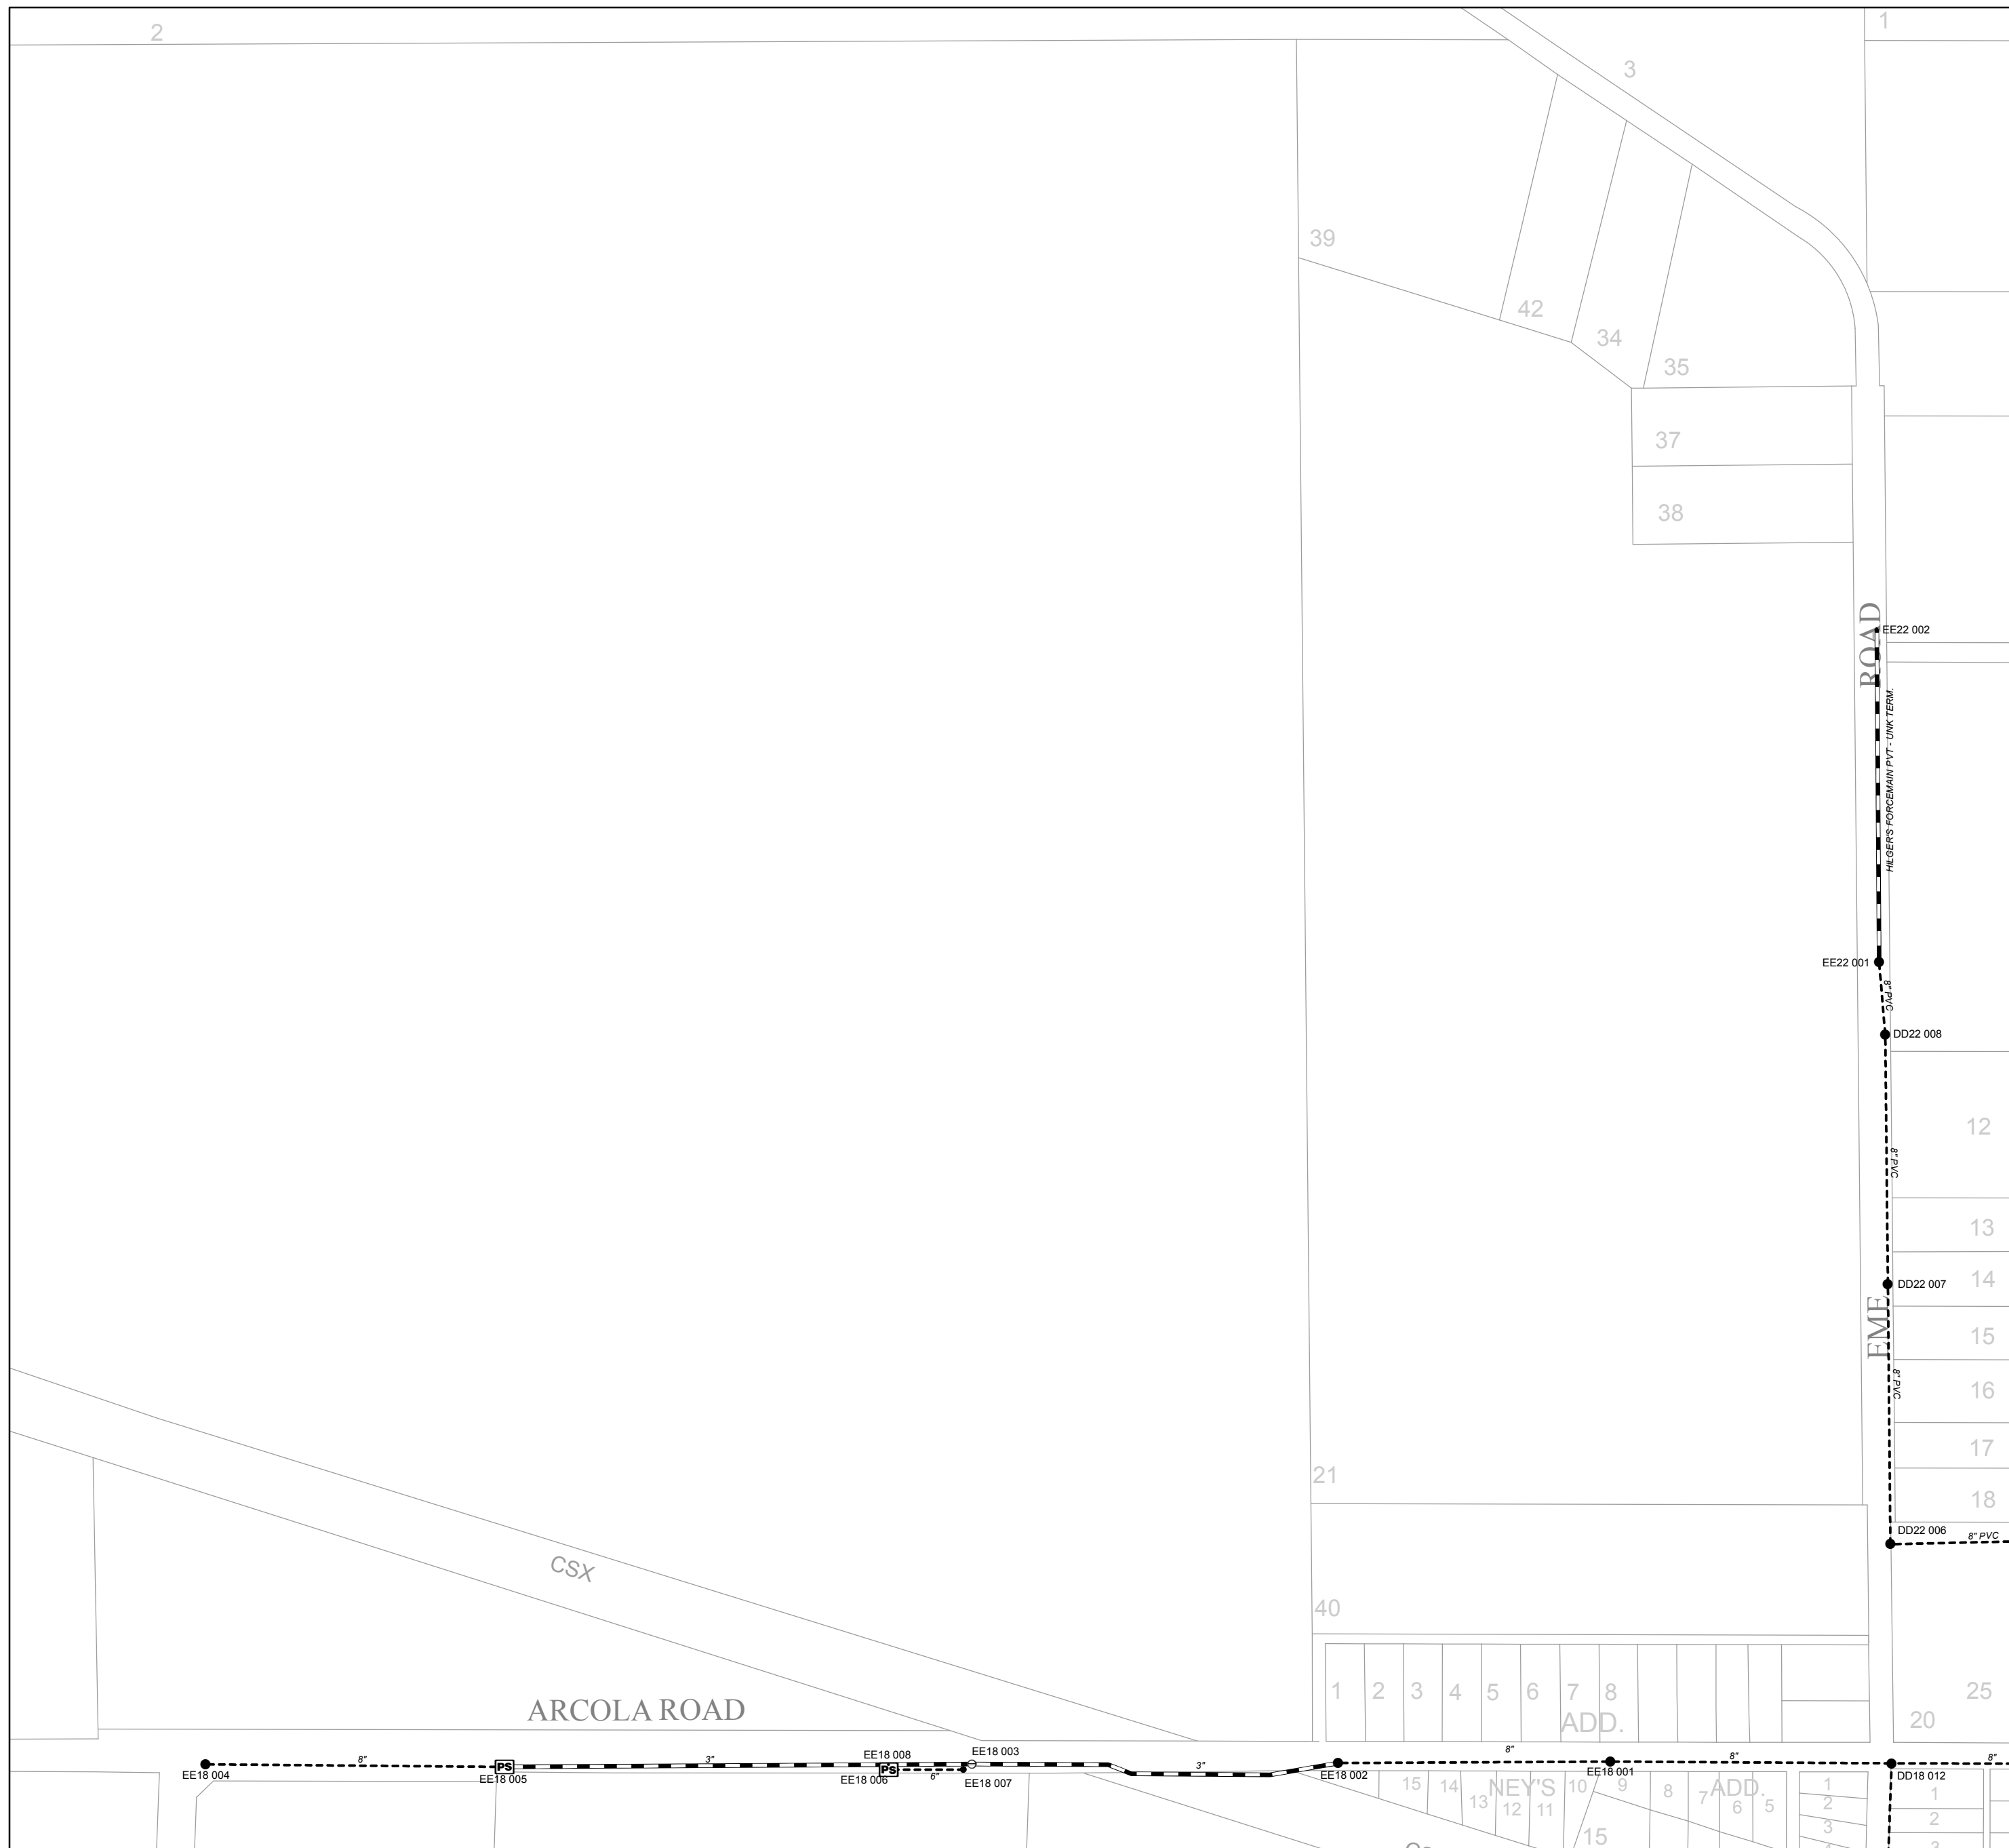 2
1
3
39
42
34
35
37
38
ROAD
EE22 002
HILGER'S FORCEMAIN PVT - UNK TERM.
EE22 001
8" PVC
DD22 008
12
8" PVC
13
14
DD22 007
EME
15
16
8" PVC
17
21
18
DD22 006
8" PVC
CSX
40
1
2
3
4
5
6
7
8
ADD.
25
20
ARCOLA ROAD
8"
3"
EE18 008
EE18 003
3"
8"
8"
8"
EE18 004
EE18 005
PS
EE18 006
PS
6"
EE18 007
EE18 002
EE18 001
DD18 012
15
14
13
NEY'S
12
11
10
9
8
7
ADD.
6
5
1
2
3
1
2
3
15